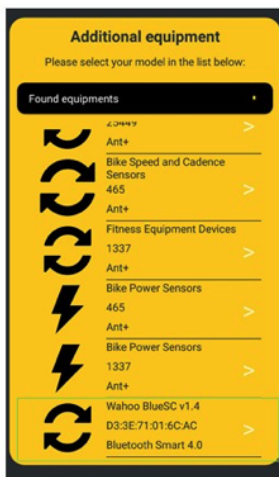 Additional equipment
Please select your model in the list below:
Found equipments
25449
Ant+
Bike Speed and Cadence
Sensors
465
Ant+
Fitness Equipment Devices
1337
Ant+
Bike Power Sensors
465
Ant+
Bike Power Sensors
1337
Ant+
Wahoo BlueSC v1.4
D3:3E:71:01:6C:AC
Bluetooth Smart 4.0